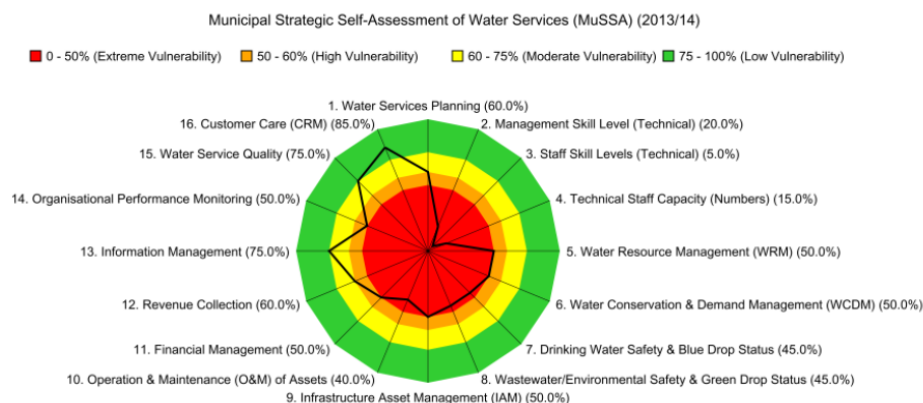 Municipal Strategic Self-Assessment of Water Services (MuSSA) (2013/14)
0 - 50% (Extreme Vulnerability)
50 - 60% (High Vulnerability)
60 - 75% (Moderate Vulnerability)
75 - 100% (Low Vulnerability)
1. Water Services Planning (60.0%)
2. Management Skill Level (Technical) (20.0%)
3. Staff Skill Levels (Technical) (5.0%)
4. Technical Staff Capacity (Numbers) (15.0%)
5. Water Resource Management (WRM) (50.0%)
6. Water Conservation & Demand Management (WCDM) (50.0%)
7. Drinking Water Safety & Blue Drop Status (45.0%)
8. Wastewater/Environmental Safety & Green Drop Status (45.0%)
9. Infrastructure Asset Management (IAM) (50.0%)
10. Operation & Maintenance (O&M) of Assets (40.0%)
11. Financial Management (50.0%)
12. Revenue Collection (60.0%)
13. Information Management (75.0%)
14. Organisational Performance Monitoring (50.0%)
15. Water Service Quality (75.0%)
16. Customer Care (CRM) (85.0%)